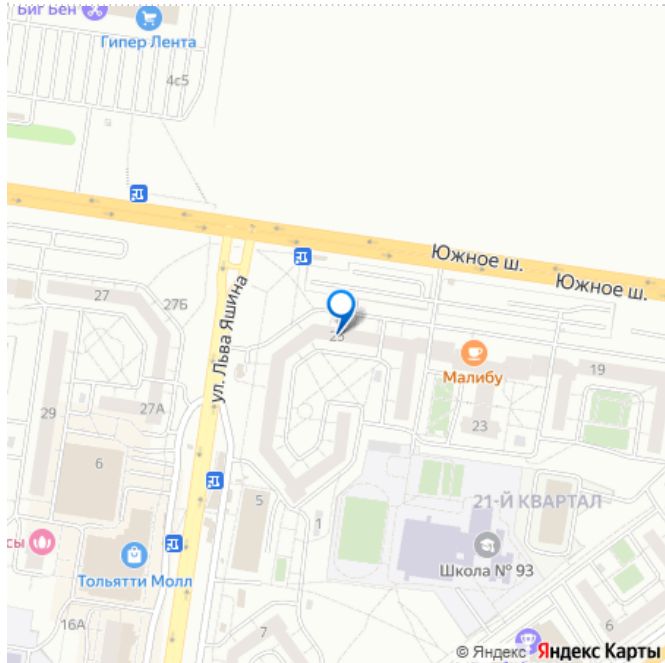 Биг Бен
Гипер Лента
4с5
Южное ш.
Южное ш.
27
27Б
ул. Льва Яшина
25
Малибу
19
27А
29
23
6
21-Й КВАРТАЛ
5
1
сы
Тольятти Молл
Школа № 93
16А
7
6
© Яндекс Яндекс Карты